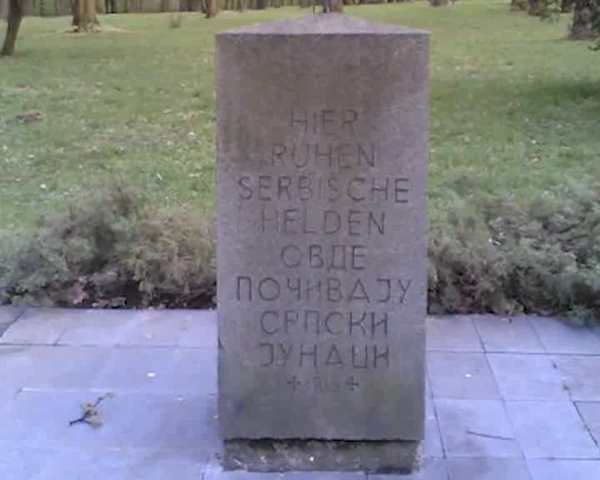 HIER
RUHEN
SERBISCHE
HELDEN
ОВДЕ
ПОЧИВАЈУ
СРПСКИ
ЈУНАЦИ